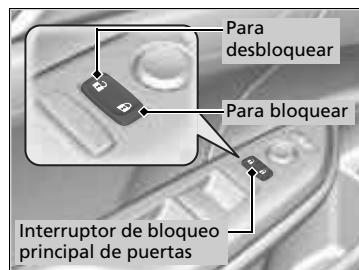 Para
desbloquear
Para bloquear
Interruptor de bloqueo
principal de puertas